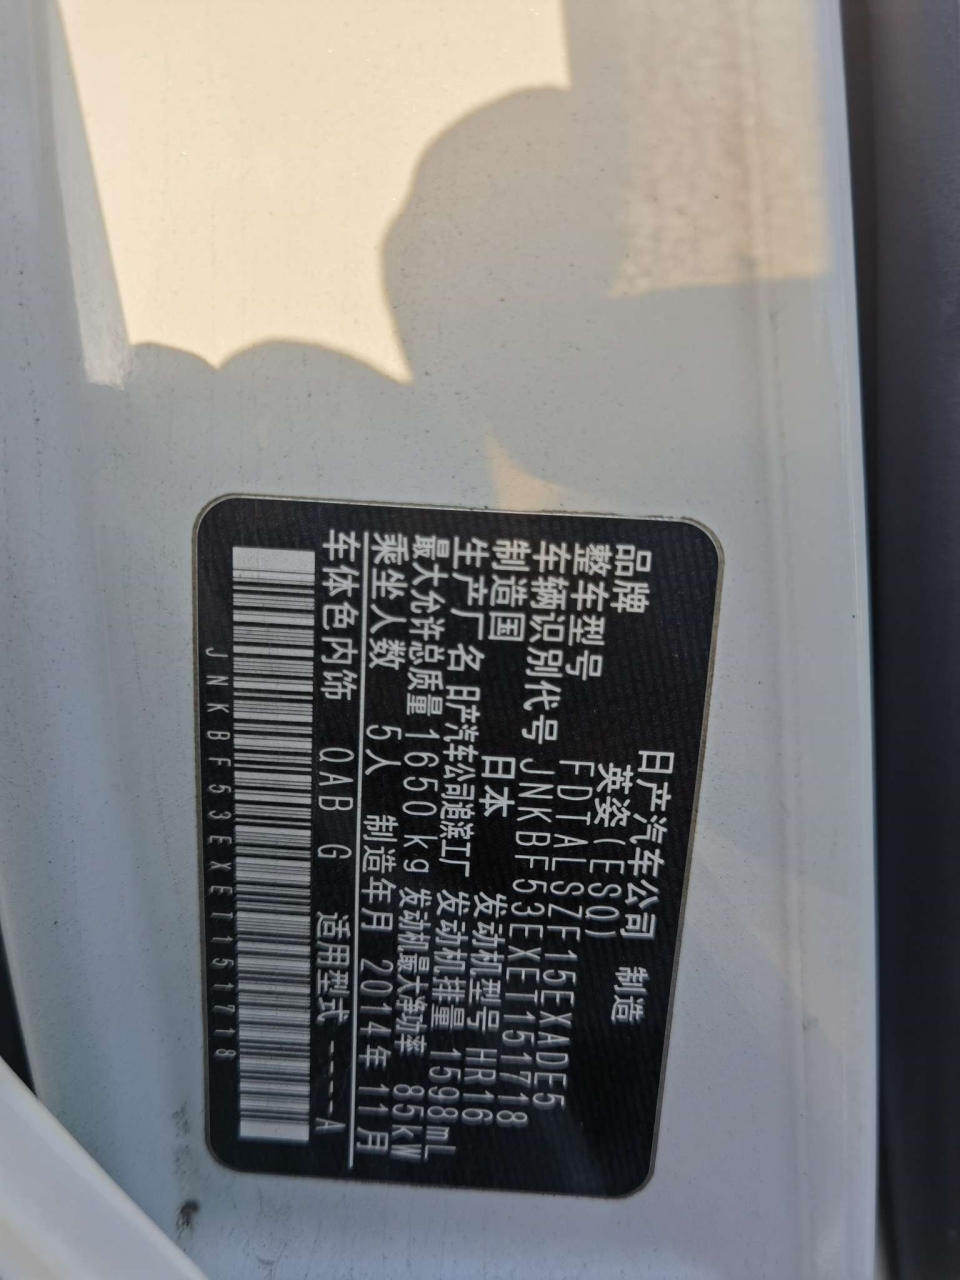 日产汽车公司 制造
品牌 英姿(ESQ)
整车型号 FDTALSZF15EXADE5
车辆识别代号 JNKBF53EXET151718
制造国 日本 发动机型号 HR16
生产厂名 日产汽车公司追滨工厂 发动机排量 1598mL
最大允许总质量 1650kg 发动机最大净功率 85kW
乘坐人数 5人 制造年月 2014年11月
车体色内饰 QAB G 适用型式 -----A
JNKBF53EXET151718